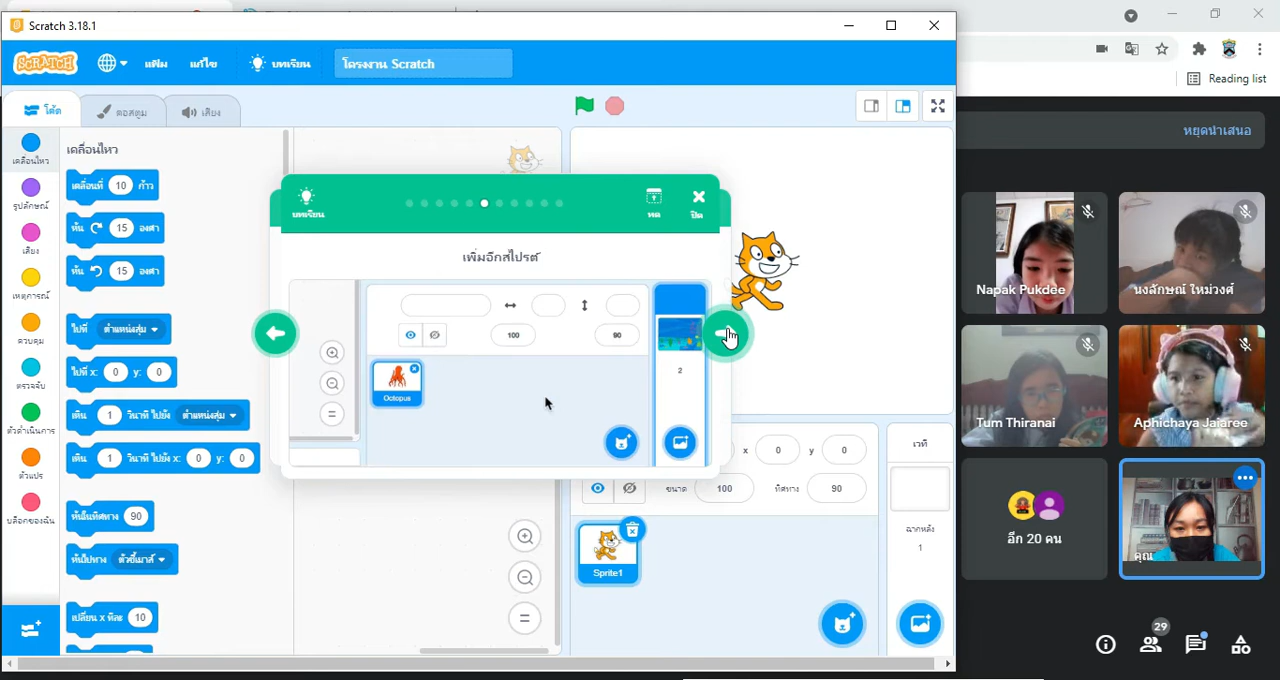 Scratch 3.18.1
SCRATCH
แฟ้ม
แก้ไข
บทเรียน
โครงงาน Scratch
Reading list
โค้ด
คอสตูม
เสียง
หยุดนำเสนอ
เคลื่อนไหว
รูปลักษณ์
เสียง
เหตุการณ์
ควบคุม
ตรวจจับ
ตัวดำเนินการ
ตัวแปร
บล็อกของฉัน
เคลื่อนไหว
เคลื่อนที่ 10 ก้าว
หัน 15 องศา
หัน 15 องศา
ไปที่ ตำแหน่งสุ่ม
ไปที่ x: 0 y: 0
เดิน 1 วินาที ไปยัง ตำแหน่งสุ่ม
เดิน 1 วินาที ไปยัง x: 0 y: 0
หันในทิศทาง 90
หันไปทาง ตัวชี้เมาส์
เปลี่ยน x ทีละ 10
บทเรียน
หด
ปิด
เพิ่มอีกสไปรต์
100
90
2
Octopus
x 0 y 0
ขนาด 100 ทิศทาง 90
Sprite1
เวที
ฉากหลัง
1
Napak Pukdee
นงลักษณ์ ใหม่วงศ์
Tum Thiranai
Aphichaya Jaiaree
อีก 20 คน
คุณ
29